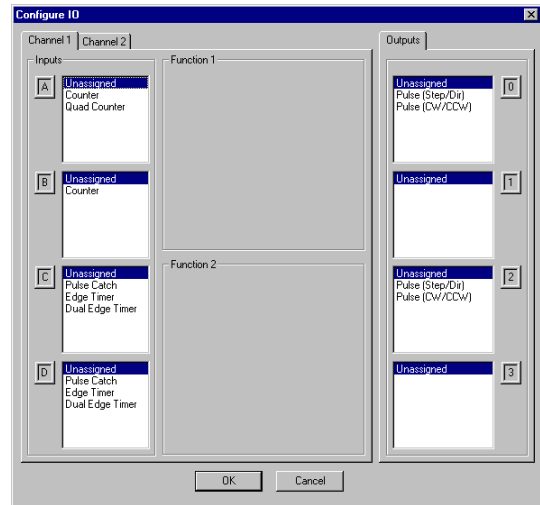 Configure IO
Channel 1 Channel 2 Outputs
Inputs
Function 1
A
Unassigned
Counter
Quad Counter
B
Unassigned
Counter
C
Unassigned
Pulse Catch
Edge Timer
Dual Edge Timer
D
Unassigned
Pulse Catch
Edge Timer
Dual Edge Timer
Function 2
Unassigned
Pulse (Step/Dir)
Pulse (CW/CCW)
0
Unassigned
1
Unassigned
Pulse (Step/Dir)
Pulse (CW/CCW)
2
Unassigned
3
OK Cancel